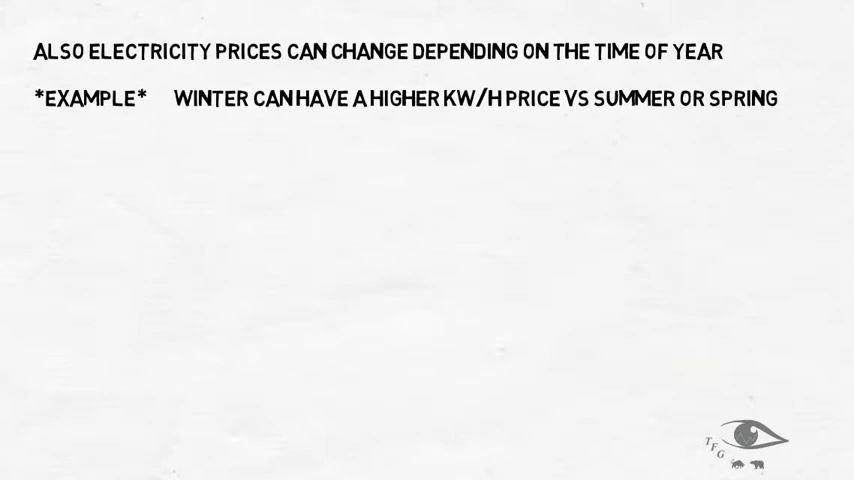 ALSO ELECTRICITY PRICES CAN CHANGE DEPENDING ON THE TIME OF YEAR
*EXAMPLE* WINTER CAN HAVE A HIGHER KW/H PRICE VS SUMMER OR SPRING
TFG